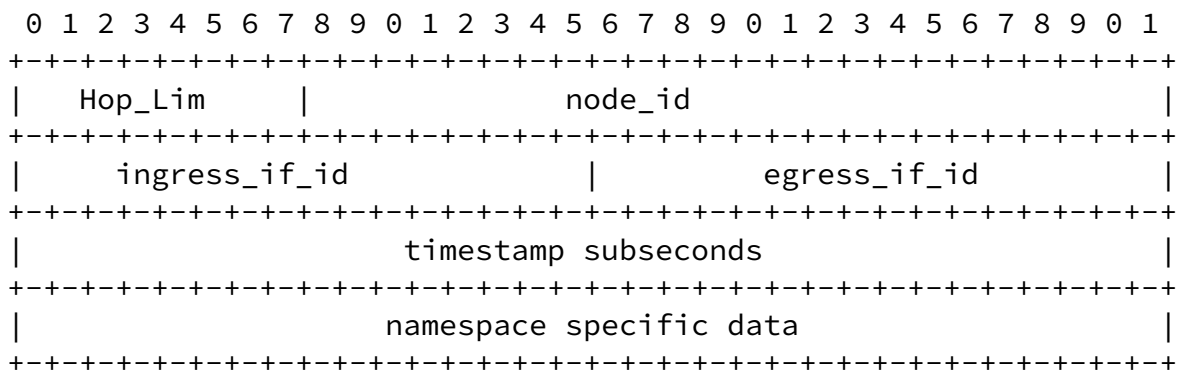 0 1 2 3 4 5 6 7 8 9 0 1 2 3 4 5 6 7 8 9 0 1 2 3 4 5 6 7 8 9 0 1
+-+-+-+-+-+-+-+-+-+-+-+-+-+-+-+-+-+-+-+-+-+-+-+-+-+-+-+-+-+-+-+-+
|   Hop_Lim     |              node_id                          |
+-+-+-+-+-+-+-+-+-+-+-+-+-+-+-+-+-+-+-+-+-+-+-+-+-+-+-+-+-+-+-+-+
|     ingress_if_id             |         egress_if_id          |
+-+-+-+-+-+-+-+-+-+-+-+-+-+-+-+-+-+-+-+-+-+-+-+-+-+-+-+-+-+-+-+-+
|                     timestamp subseconds                      |
+-+-+-+-+-+-+-+-+-+-+-+-+-+-+-+-+-+-+-+-+-+-+-+-+-+-+-+-+-+-+-+-+
|                    namespace specific data                    |
+-+-+-+-+-+-+-+-+-+-+-+-+-+-+-+-+-+-+-+-+-+-+-+-+-+-+-+-+-+-+-+-+